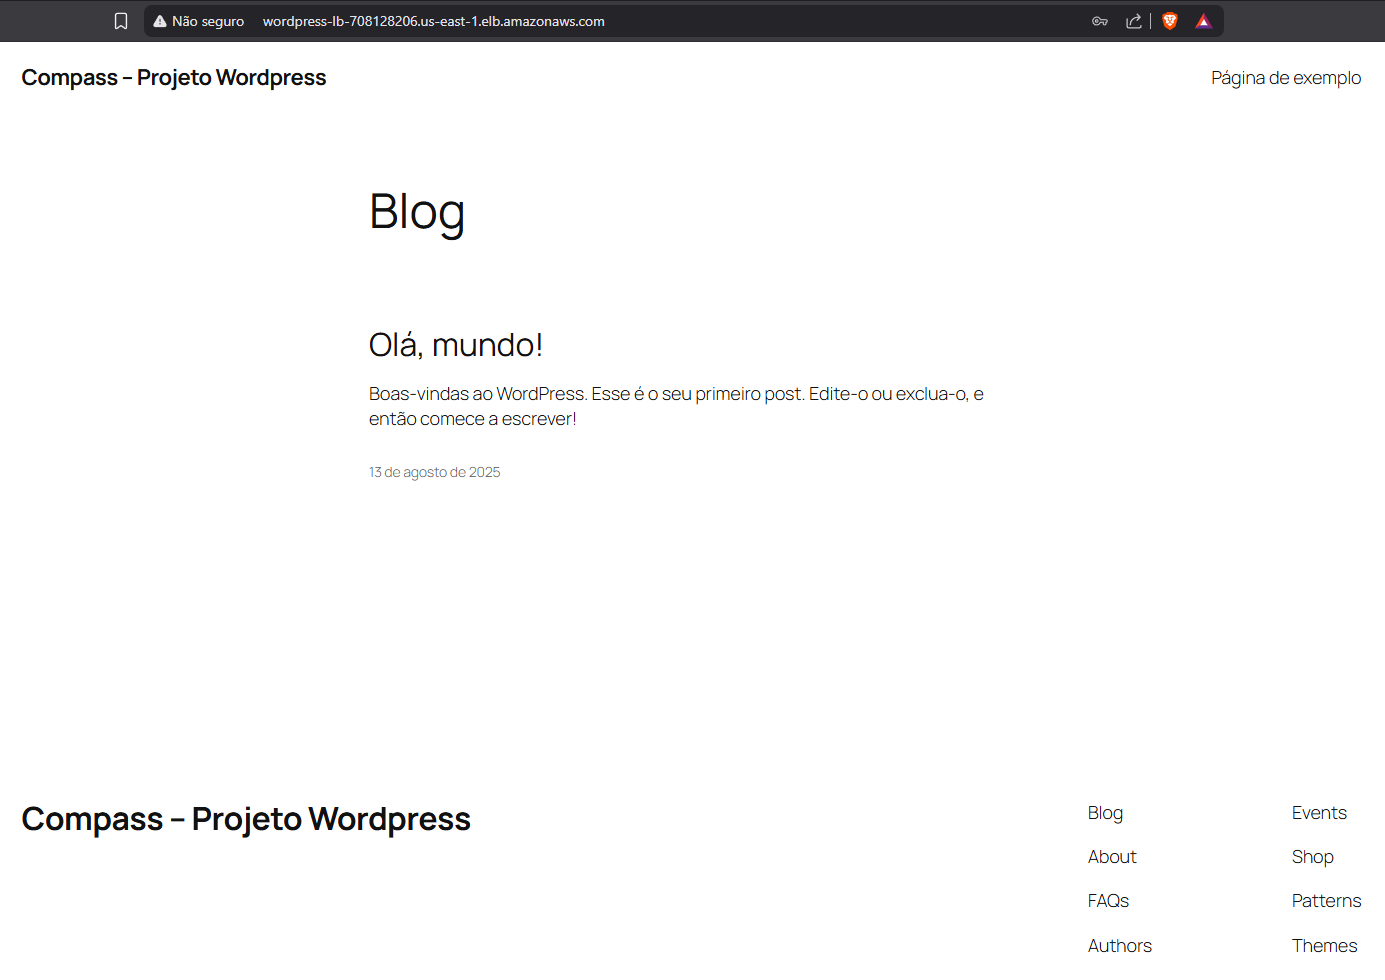 Não seguro wordpress-lb-708128206.us-east-1.elb.amazonaws.com
Compass – Projeto Wordpress
Página de exemplo
Blog
Olá, mundo!
Boas-vindas ao WordPress. Esse é o seu primeiro post. Edite-o ou exclua-o, e
então comece a escrever!
13 de agosto de 2025
Compass – Projeto Wordpress
Blog
About
FAQs
Authors
Events
Shop
Patterns
Themes